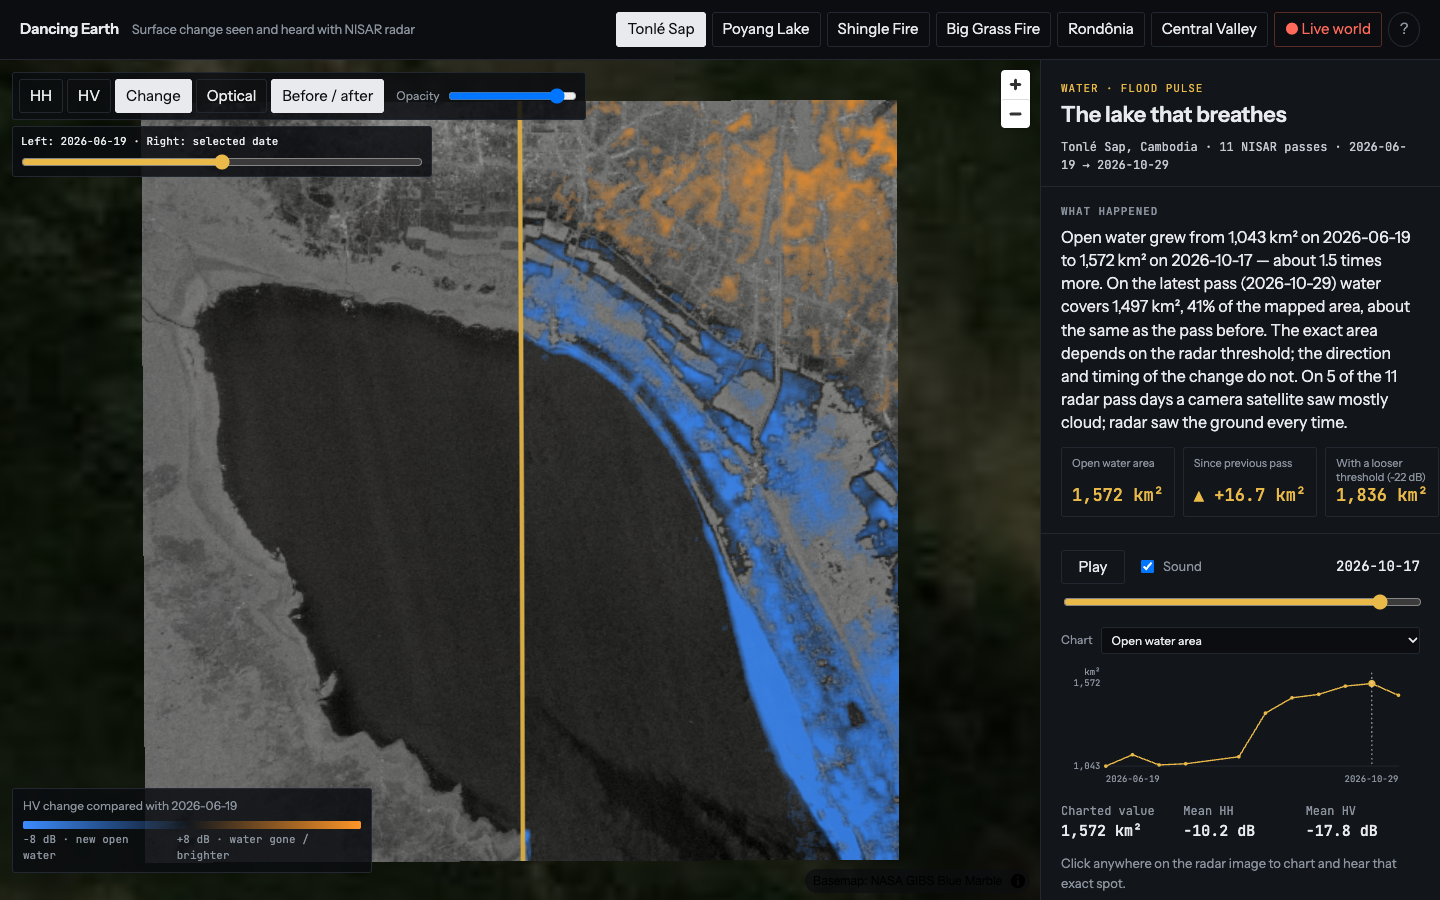 Dancing Earth Surface change seen and heard with NISAR radar
Tonlé Sap Poyang Lake Shingle Fire Big Grass Fire Rondônia Central Valley Live world ?
HH HV Change Optical Before / after Opacity
Left: 2026-06-19 · Right: selected date
+
−
HV change compared with 2026-06-19
-8 dB · new open water
+8 dB · water gone / brighter
Basemap: NASA GIBS Blue Marble
WATER · FLOOD PULSE
The lake that breathes
Tonlé Sap, Cambodia · 11 NISAR passes · 2026-06-
19 → 2026-10-29
WHAT HAPPENED
Open water grew from 1,043 km² on 2026-06-19
to 1,572 km² on 2026-10-17 — about 1.5 times
more. On the latest pass (2026-10-29) water
covers 1,497 km², 41% of the mapped area, about
the same as the pass before. The exact area
depends on the radar threshold; the direction
and timing of the change do not. On 5 of the 11
radar pass days a camera satellite saw mostly
cloud; radar saw the ground every time.
Open water area
1,572 km²
Since previous pass
▲ +16.7 km²
With a looser
threshold (-22 dB)
1,836 km²
Play Sound 2026-10-17
Chart Open water area
km²
1,572
1,043
2026-06-19 2026-10-29
Charted value Mean HH Mean HV
1,572 km² -10.2 dB -17.8 dB
Click anywhere on the radar image to chart and hear that
exact spot.